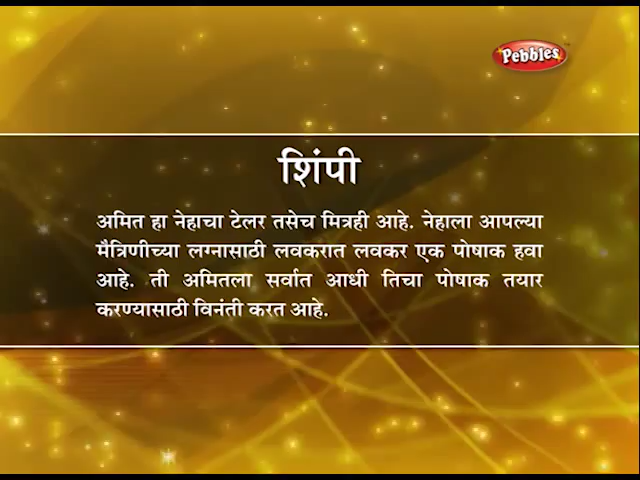 Pebbles
शिंपी
अमित हा नेहाचा टेलर तसेच मित्रही आहे. नेहाला आपल्या
मैत्रिणीच्या लग्नासाठी लवकरात लवकर एक पोषाक हवा
आहे. ती अमितला सर्वात आधी तिचा पोषाक तयार
करण्यासाठी विनंती करत आहे.